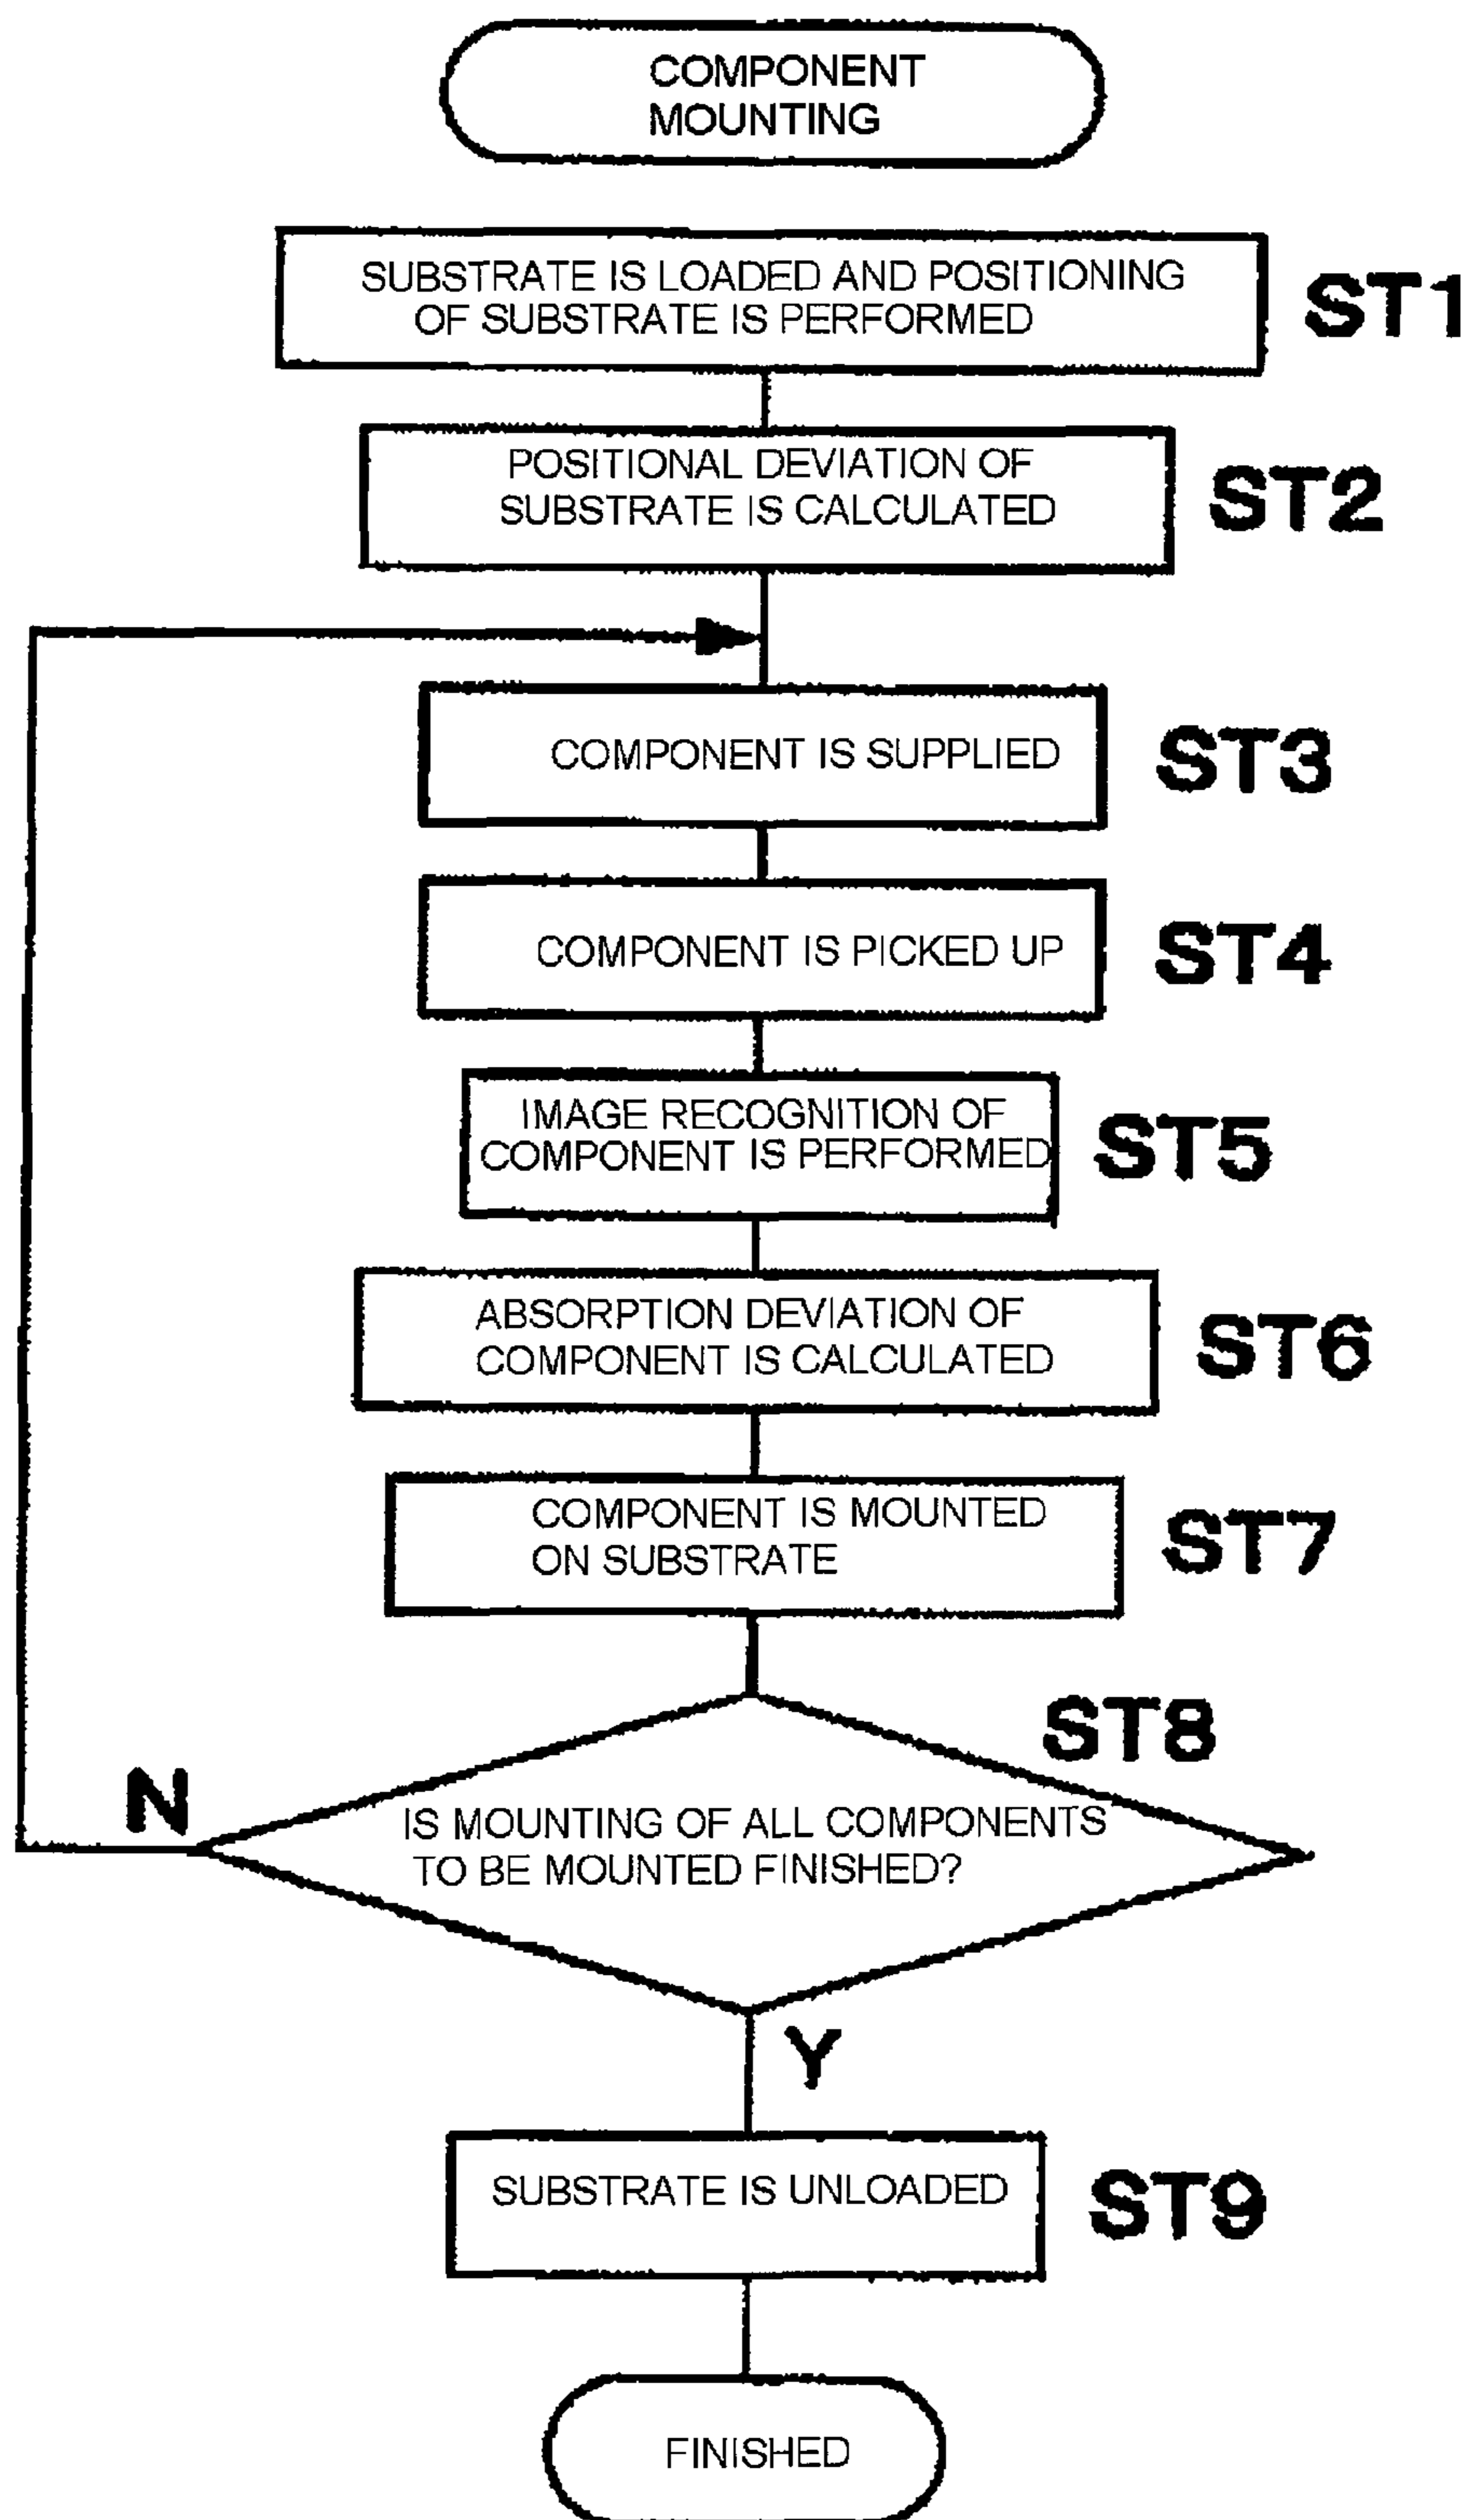 COMPONENT
MOUNTING
SUBSTRATE IS LOADED AND POSITIONING
OF SUBSTRATE IS PERFORMED
ST1
POSITIONAL DEVIATION OF
SUBSTRATE IS CALCULATED
ST2
COMPONENT IS SUPPLIED
ST3
COMPONENT IS PICKED UP
ST4
IMAGE RECOGNITION OF
COMPONENT IS PERFORMED
ST5
ABSORPTION DEVIATION OF
COMPONENT IS CALCULATED
ST6
COMPONENT IS MOUNTED
ON SUBSTRATE
ST7
ST8
N
IS MOUNTING OF ALL COMPONENTS
TO BE MOUNTED FINISHED?
Y
SUBSTRATE IS UNLOADED
ST9
FINISHED